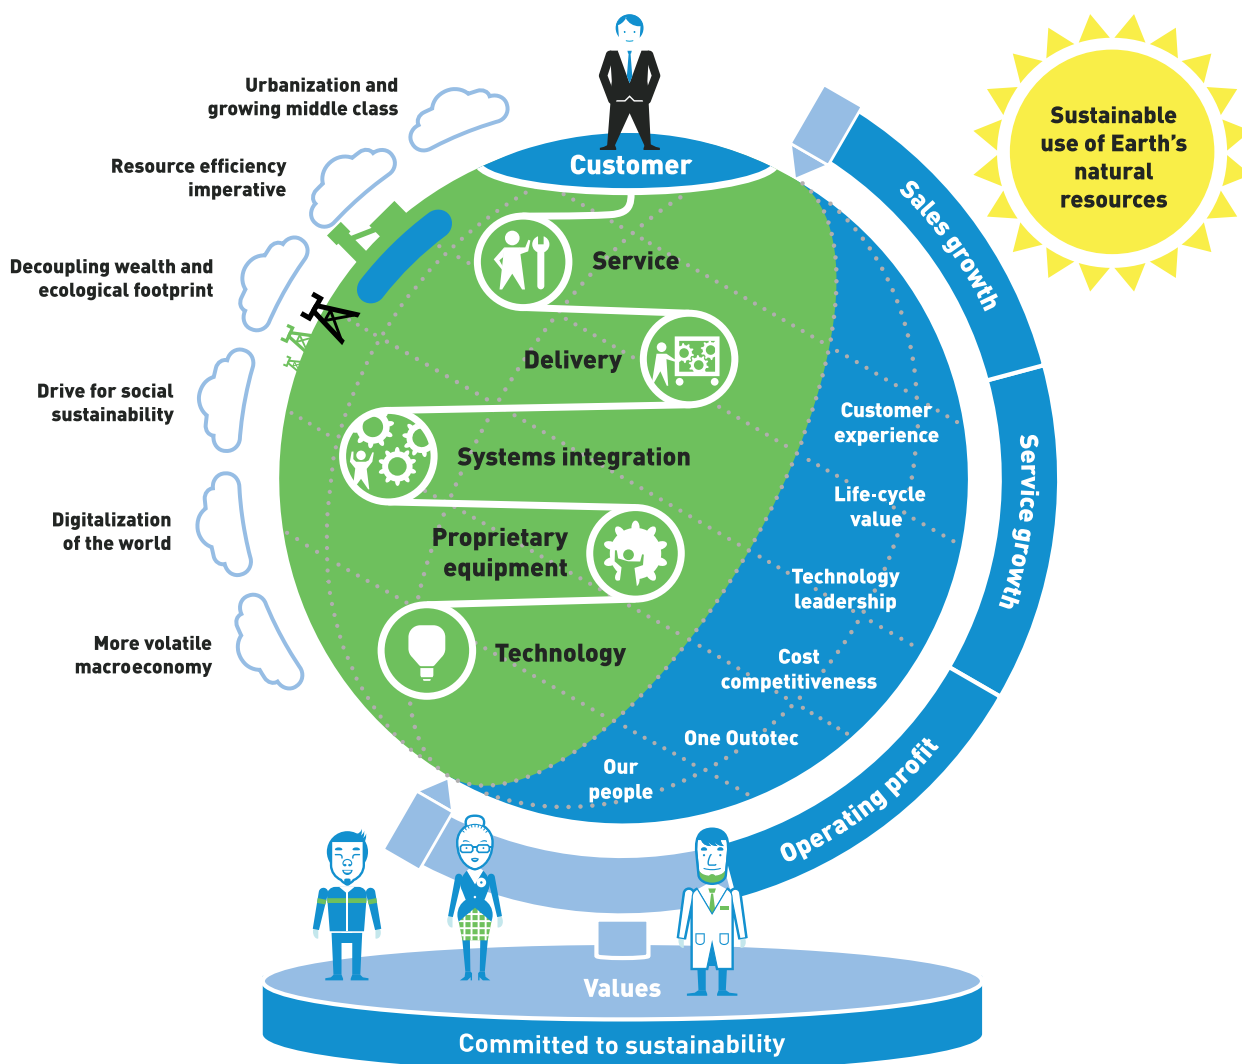 Customer
Urbanization and
growing middle class
Resource efficiency
imperative
Decoupling wealth and
ecological footprint
Drive for social
sustainability
Digitalization
of the world
More volatile
macroeconomy
Service
Delivery
Systems integration
Proprietary
equipment
Technology
Customer
experience
Life-cycle
value
Technology
leadership
Cost
competitiveness
One Outotec
Our
people
Sales growth
Service growth
Operating profit
Sustainable
use of Earth's
natural
resources
Values
Committed to sustainability